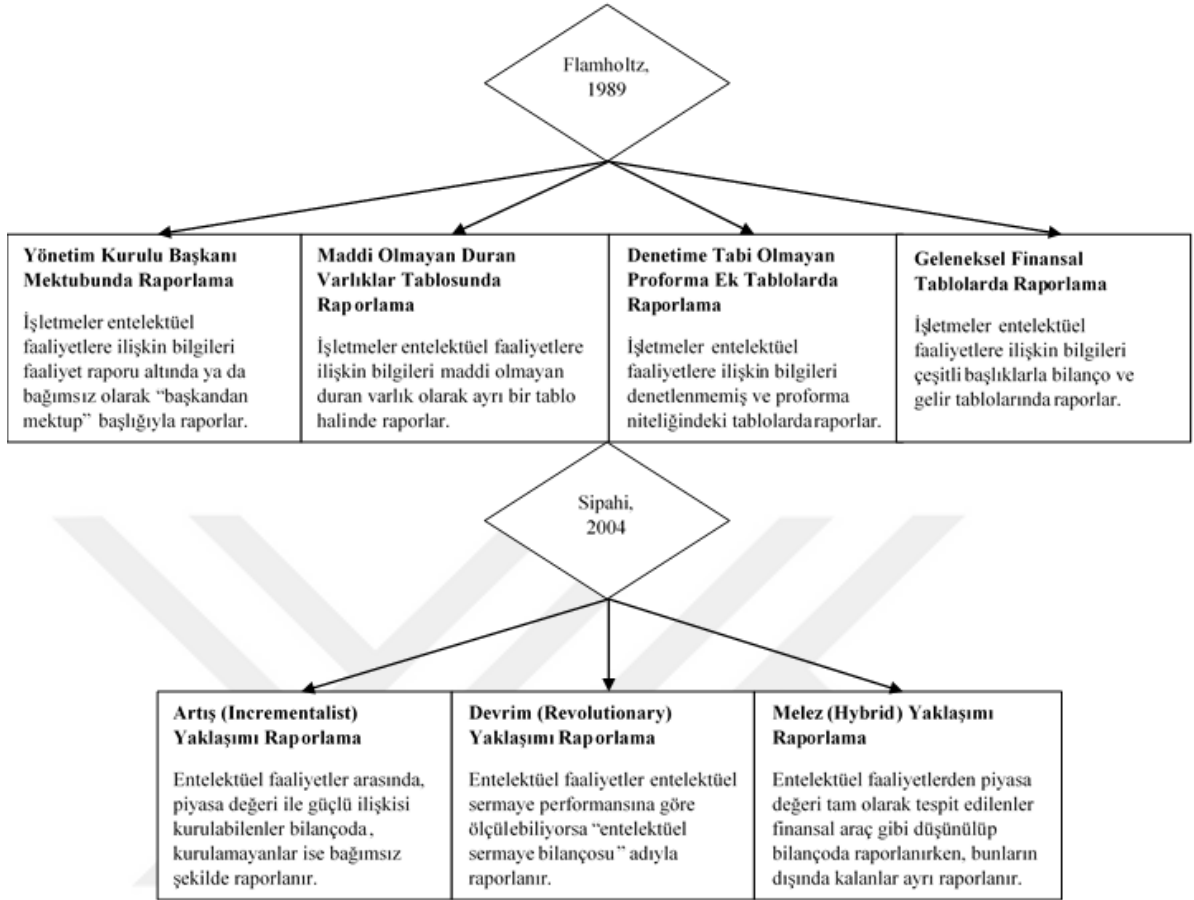 Flamholtz,
1989
Yönetim Kurulu Başkanı
Mektubunda Raporlama
İşletmeler entelektüel
faaliyetlere ilişkin bilgileri
faaliyet raporu altında ya da
bağımsız olarak “başkandan
mektup” başlığıyla raporlar.
Maddi Olmayan Duran
Varlıklar Tablosunda
Raporlama
İşletmeler entelektüel faaliyetlere
ilişkin bilgileri maddi olmayan
duran varlık olarak ayrı bir tablo
halinde raporlar.
Denetime Tabi Olmayan
Proforma Ek Tablolarda
Raporlama
İşletmeler entelektüel
faaliyetlere ilişkin bilgileri
denetlenmemiş ve proforma
niteliğindeki tablolarda raporlar.
Geleneksel Finansal
Tablolarda Raporlama
İşletmeler entelektüel
faaliyetlere ilişkin bilgileri
çeşitli başlıklarla bilanço ve
gelir tablolarında raporlar.
Sipahi,
2004
Artış (Incrementalist)
Yaklaşımı Raporlama
Entelektüel faaliyetler arasında,
piyasa değeri ile güçlü ilişkisi
kurulabilenler bilançoda,
kurulamayanlar ise bağımsız
şekilde raporlanır.
Devrim (Revolutionary)
Yaklaşımı Raporlama
Entelektüel faaliyetler entelektüel
sermaye performansına göre
ölçülebiliyorsa “entelektüel
sermaye bilançosu” adıyla
raporlanır.
Melez (Hybrid) Yaklaşımı
Raporlama
Entelektüel faaliyetlerden piyasa
değeri tam olarak tespit edilenler
finansal araç gibi düşünülüp
bilançoda raporlanırken, bunların
dışında kalanlar ayrı raporlanır.